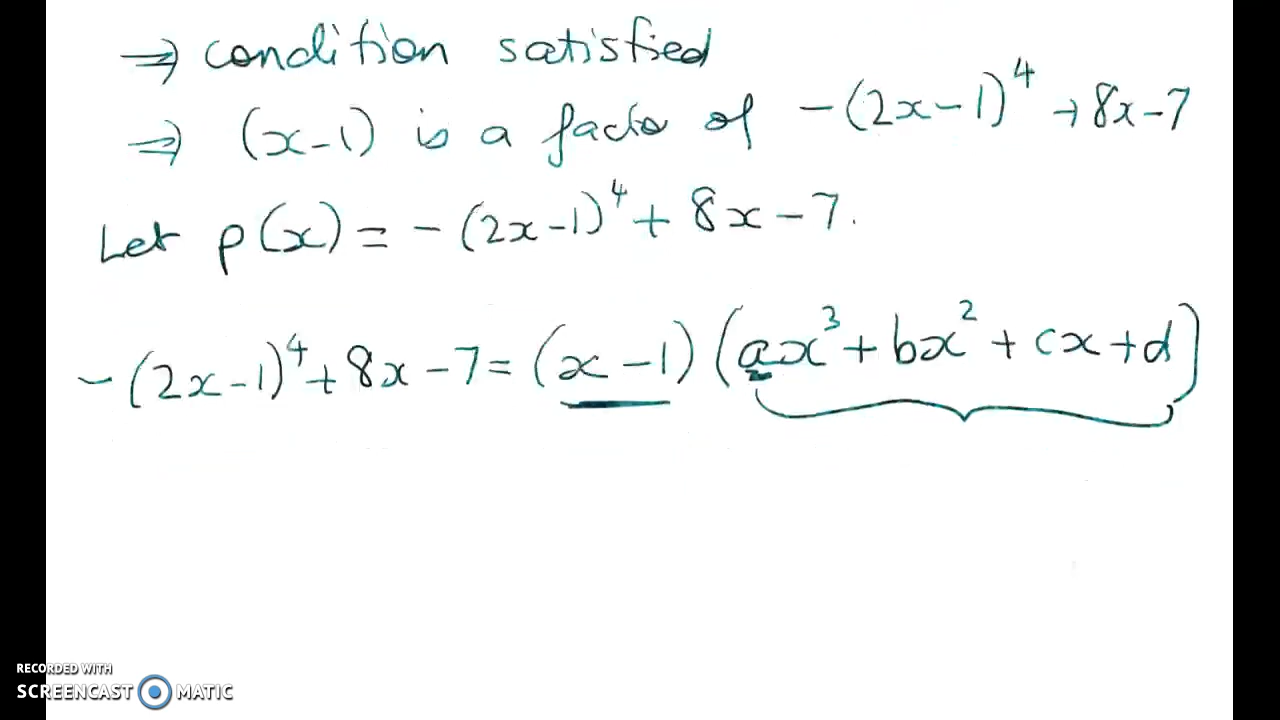 ⇒ condition satisfied
⇒ (x-1) is a facto of -(2x-1)⁴ + 8x-7
Let p(x) = -(2x-1)⁴ + 8x-7.
-(2x-1)⁴ + 8x-7 = (x-1) (ax³ + bx² + cx + d)
RECORDED WITH
SCREENCAST MATIC